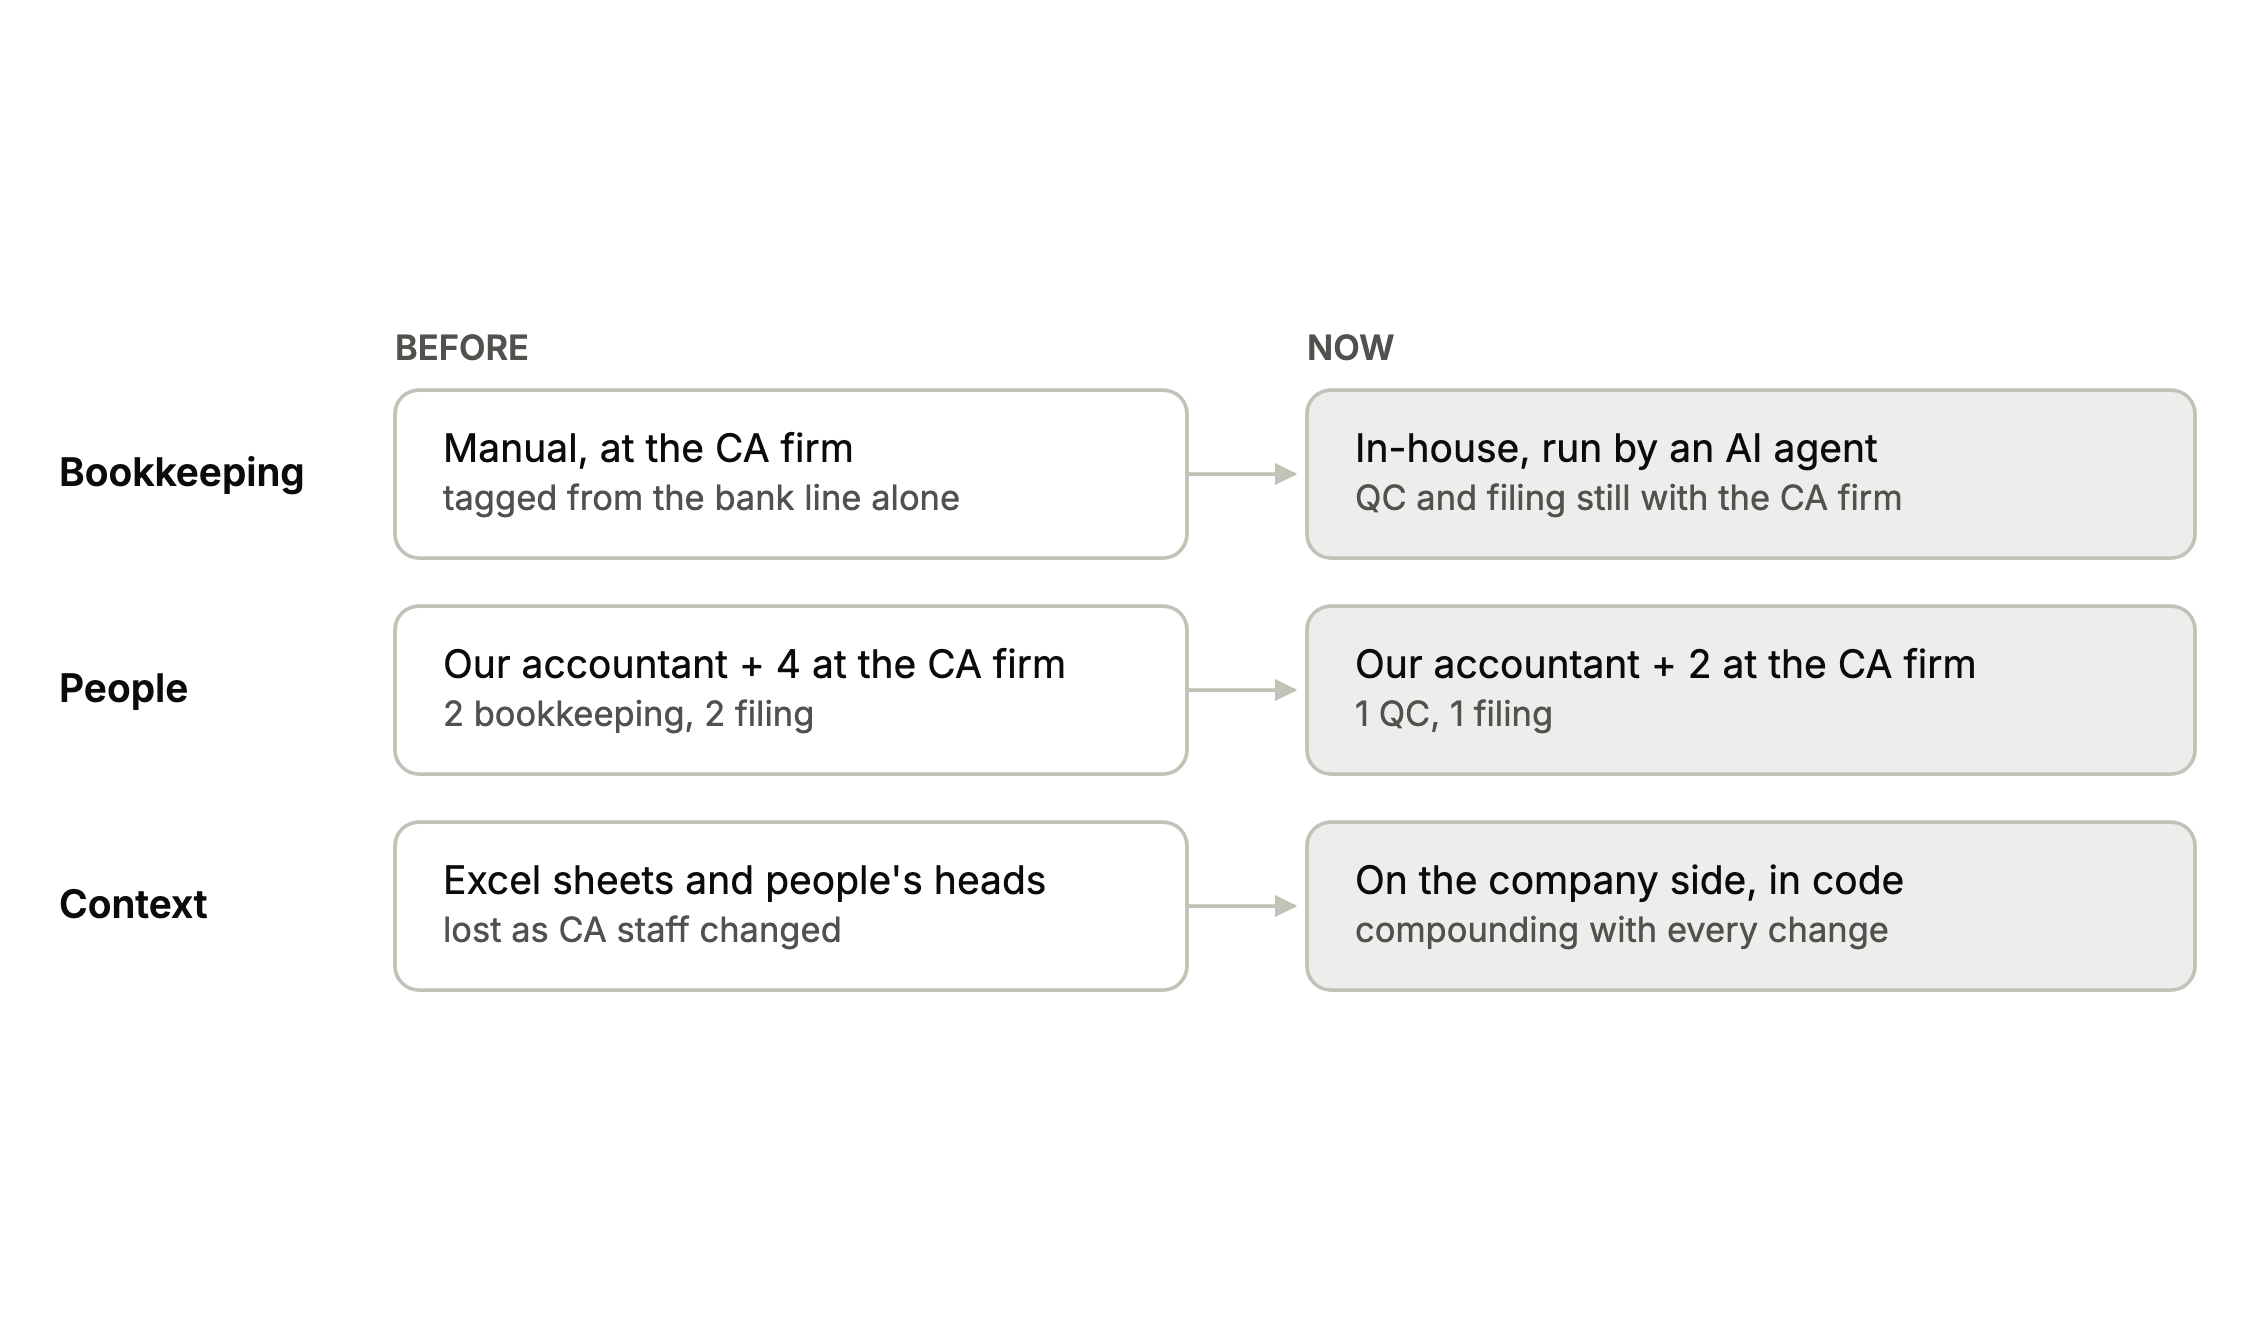 BEFORE
NOW
Bookkeeping
Manual, at the CA firm
tagged from the bank line alone
In-house, run by an AI agent
QC and filing still with the CA firm
People
Our accountant + 4 at the CA firm
2 bookkeeping, 2 filing
Our accountant + 2 at the CA firm
1 QC, 1 filing
Context
Excel sheets and people's heads
lost as CA staff changed
On the company side, in code
compounding with every change